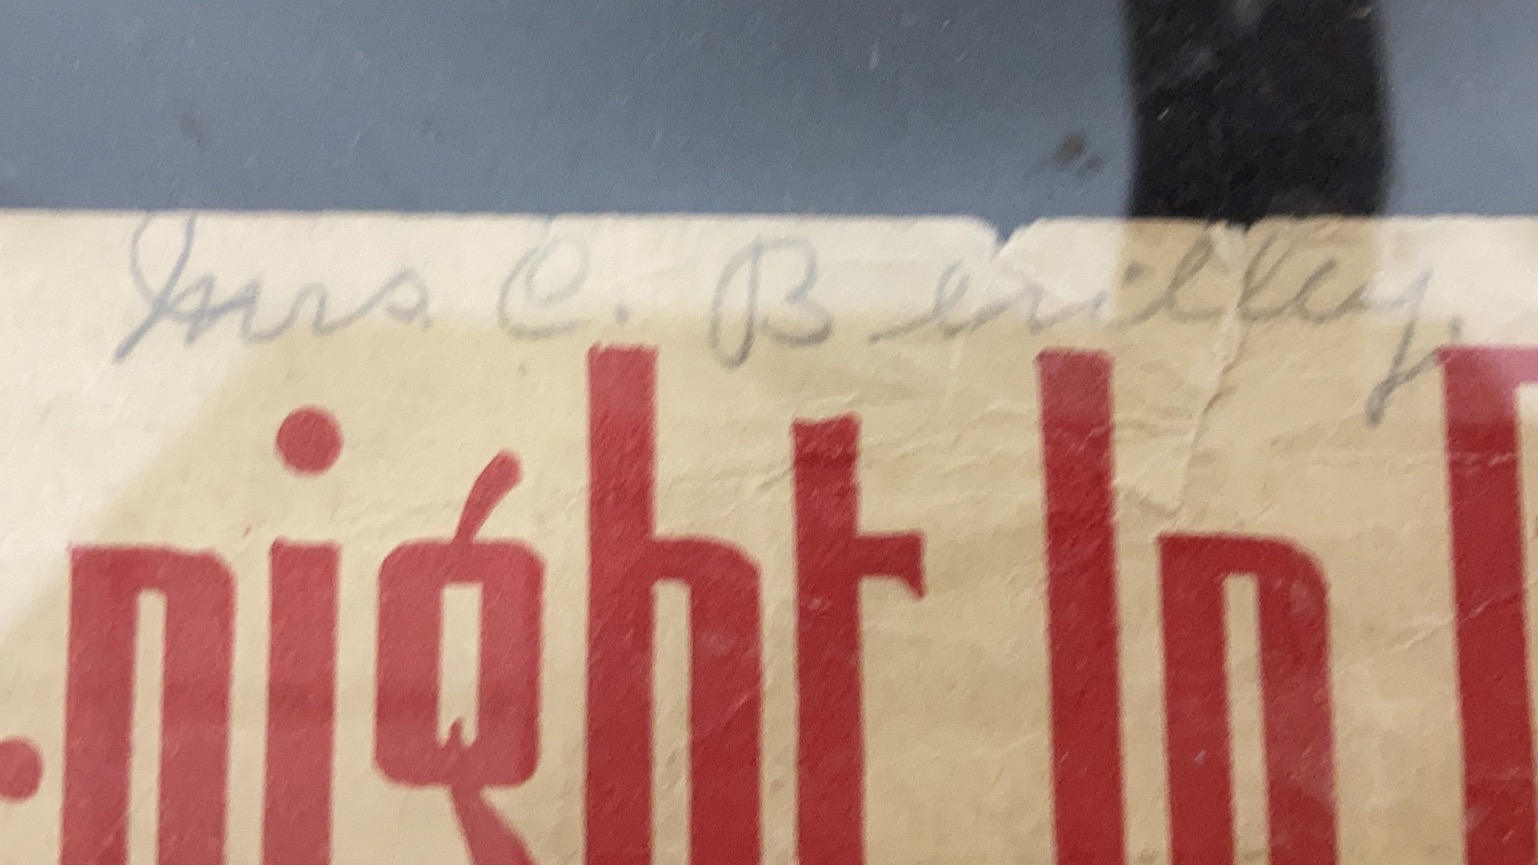 Mrs C. B
·night In